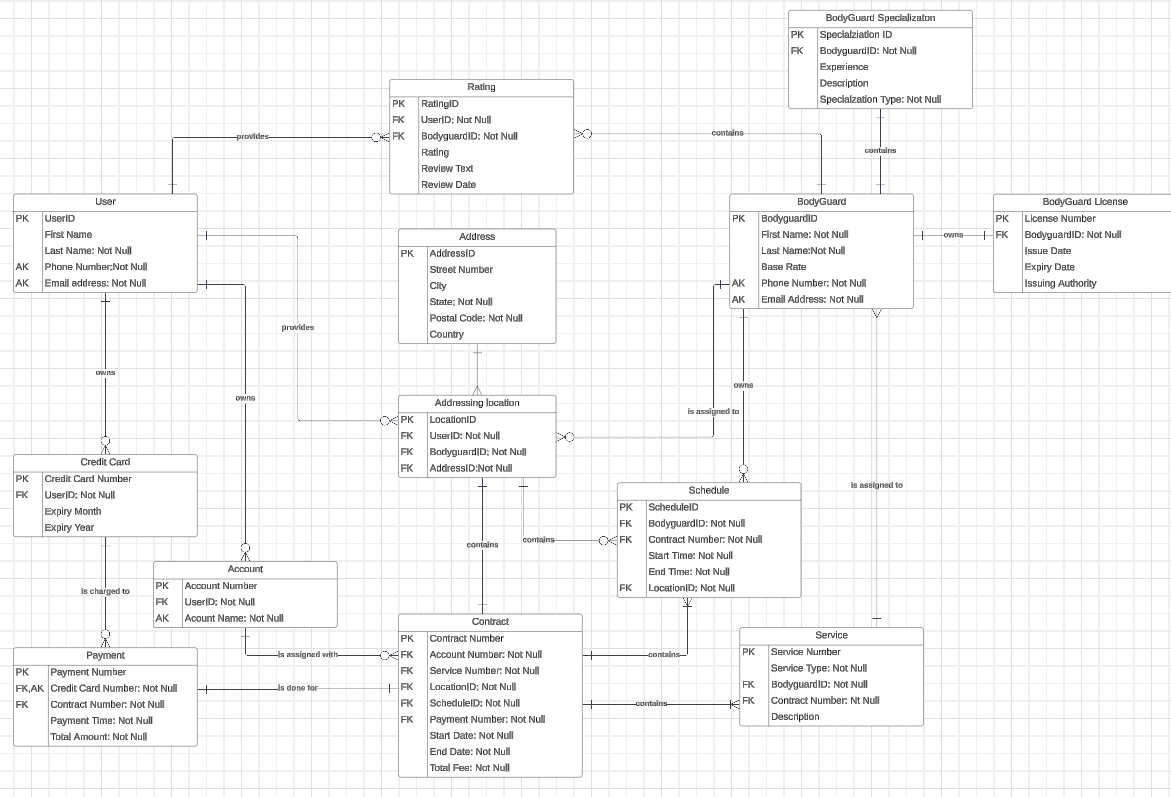 BodyGuard Specializaton
PK Specialziation ID
FK BodyguardID: Not Null
Experience
Description
Specialzation Type: Not Null
Rating
PK RatingID
FK UserID; Not Null
FK BodyguardID; Not Null
Rating
Review Text
Review Date
provides
contains
contains
User
PK UserID
First Name
Last Name: Not Null
AK Phone Number;Not Null
AK Email address: Not Null
Address
PK AddressID
Street Number
City
State; Not Null
Postal Code: Not Null
Country
BodyGuard
PK BodyguardID
First Name: Not Null
Last Name:Not Null
Base Rate
AK Phone Number: Not Null
AK Email Address: Not Null
owns
BodyGuard License
PK License Number
FK BodyguardID: Not Null
Issue Date
Expiry Date
Issuing Authority
provides
owns
owns
owns
is assigned to
is assigned to
Addressing location
PK LocationID
FK UserID: Not Null
FK BodyguardID; Not Null
FK AddressID:Not Null
Credit Card
PK Credit Card Number
FK UserID; Not Null
Expiry Month
Expiry Year
Schedule
PK ScheduleID
FK BodyguardID: Not Null
FK Contract Number: Not Null
Start Time: Not Null
End Time: Not Null
FK LocationID; Not Null
contains
contains
Account
PK Account Number
FK UserID: Not Null
AK Acount Name: Not Null
is charged to
Contract
PK Contract Number
FK Account Number: Not Null
FK Service Number: Not Null
FK LocationID: Not Null
FK ScheduleID: Not Null
FK Payment Number: Not Null
Start Date: Not Null
End Date: Not Null
Total Fee: Not Null
is assigned with
is done for
contains
contains
Payment
PK Payment Number
FK,AK Credit Card Number: Not Null
FK Contract Number: Not Null
Payment Time: Not Null
Total Amount: Not Null
Service
PK Service Number
Service Type: Not Null
FK BodyguardID: Not Null
FK Contract Number: Nt Null
Description